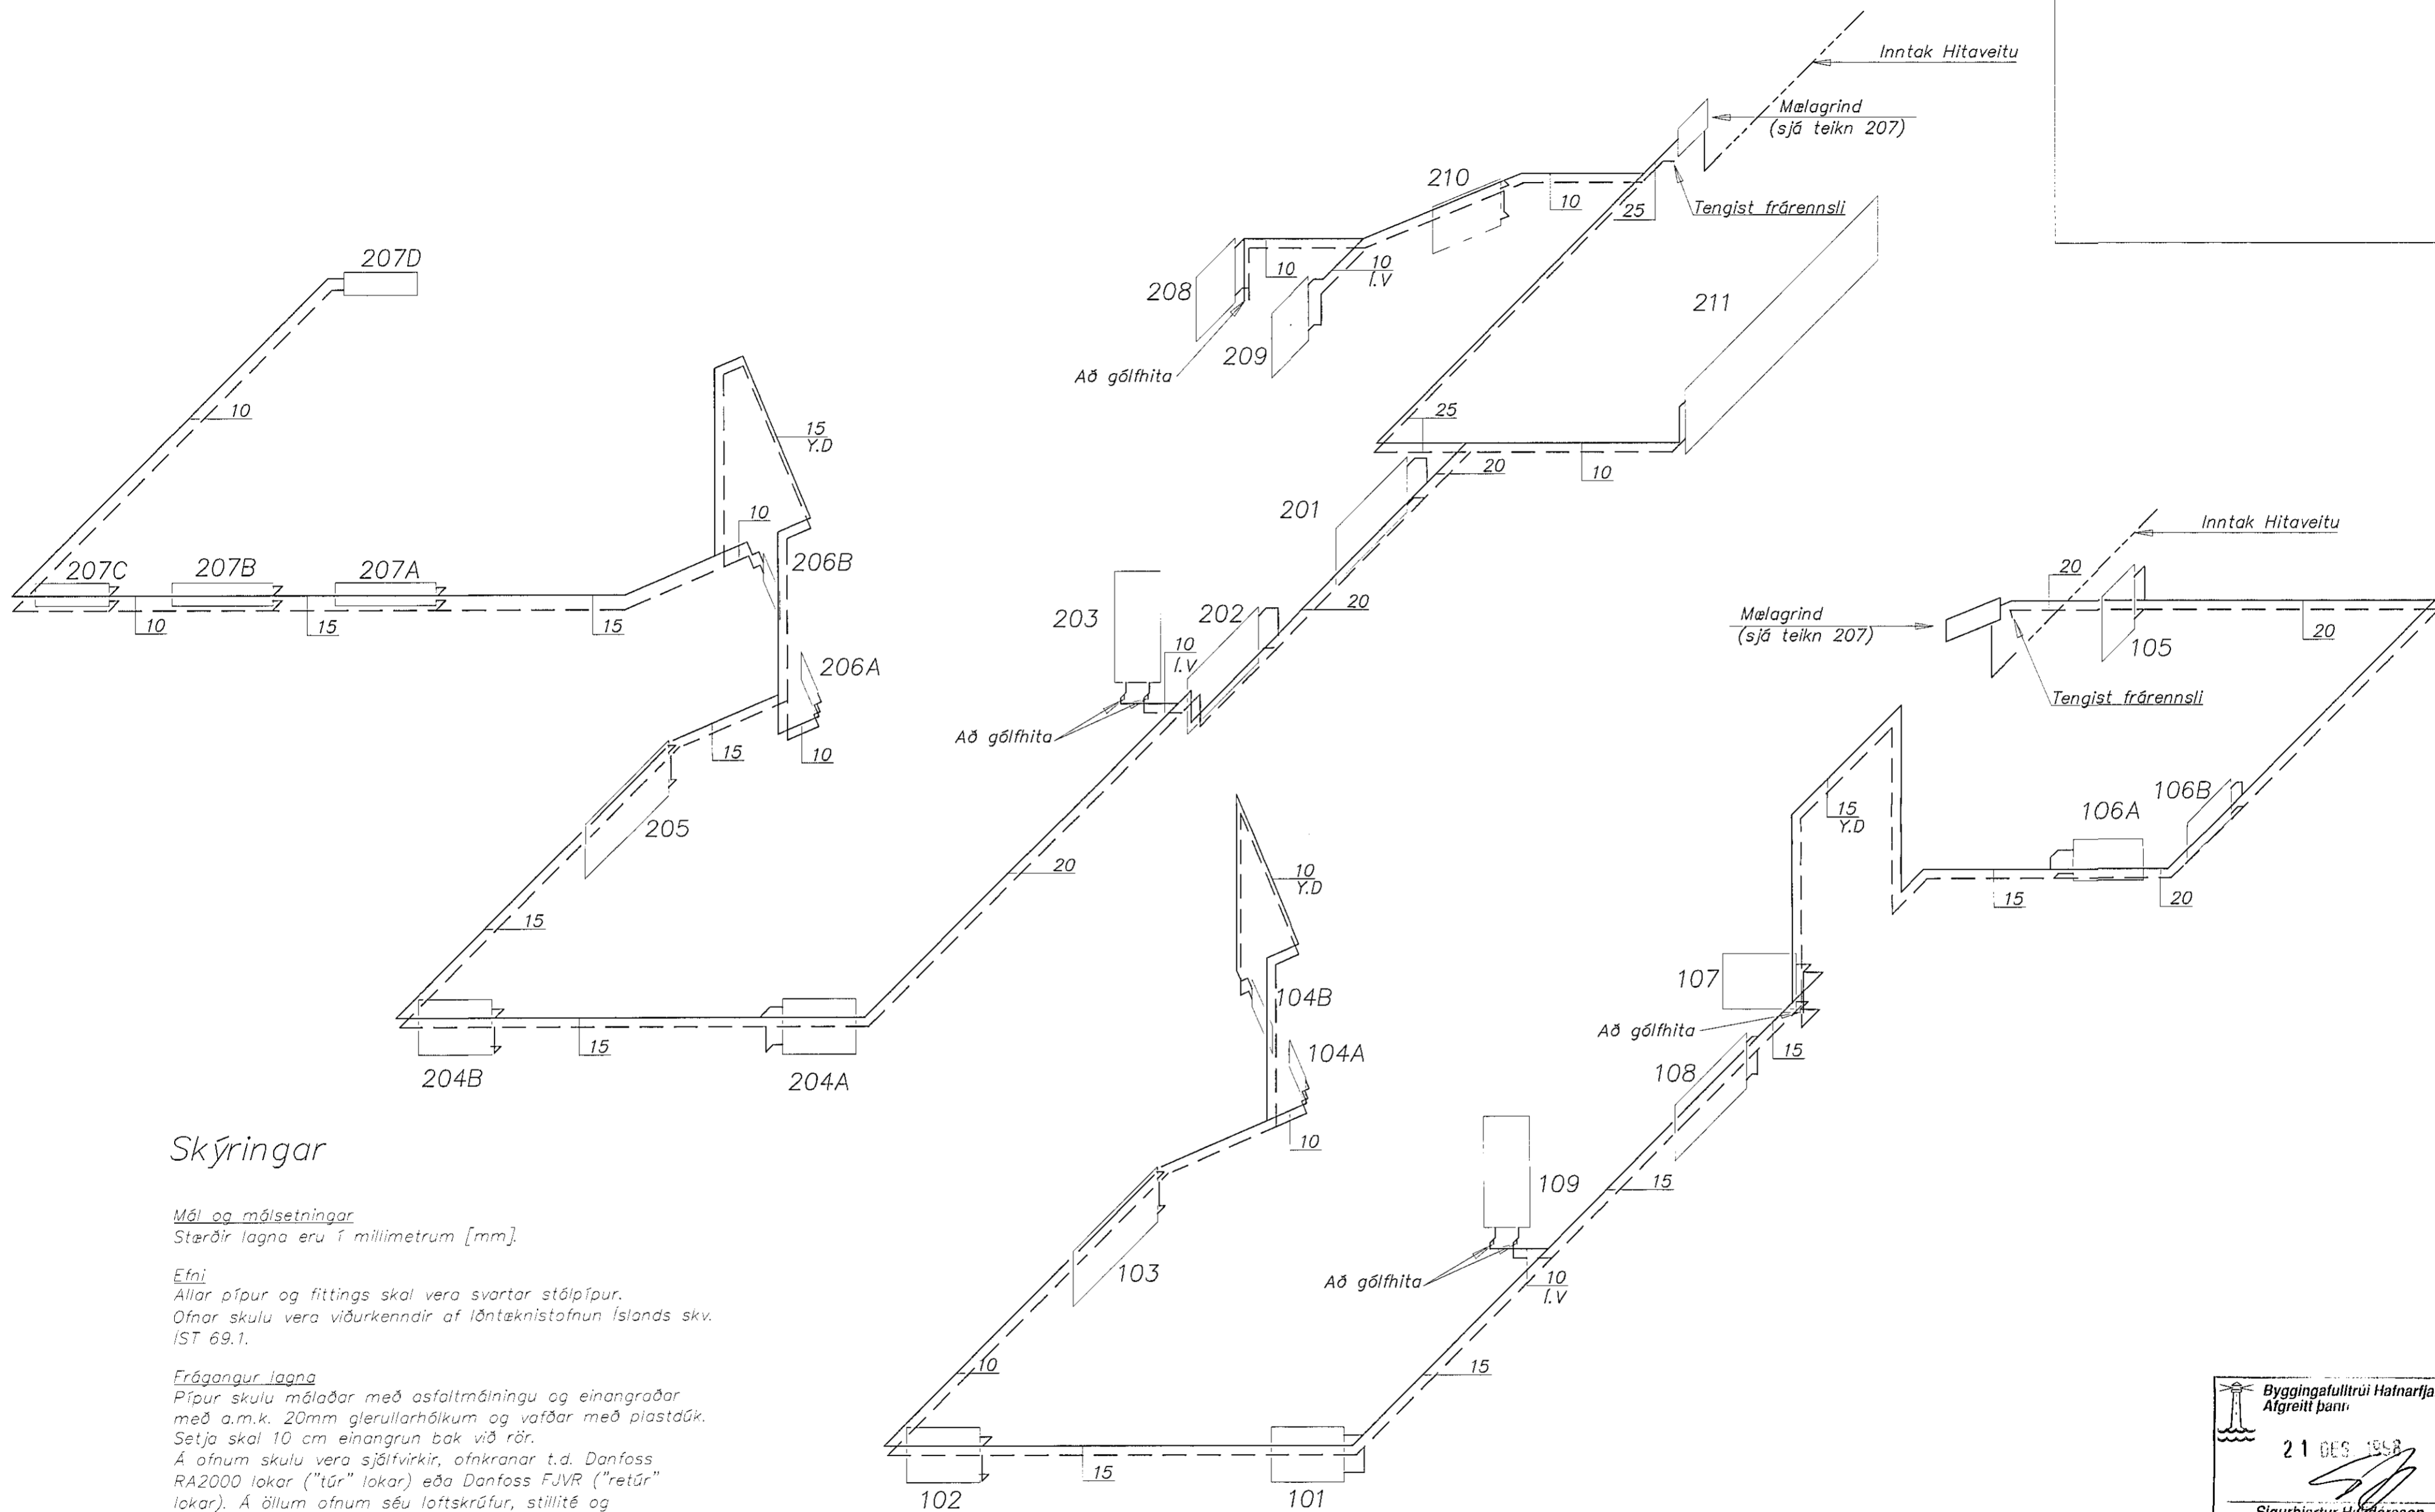 Inntak Hitaveitu
Mælagrind
(sjá teikn 207)
210
10
25
Tengist frárennsli
207D
208
10
10
Í.V
211
209
Að gólfhita
10
15
Y.D
25
20
10
201
Inntak Hitaveitu
10
207C
207B
207A
206B
20
203
202
20
Mælagrind
(sjá teikn 207)
10
15
15
10
Í.V
105
20
206A
Tengist frárennsli
Að gólfhita
15
10
106B
106A
15
Y.D
205
20
10
Y.D
15
20
15
107
104B
Að gólfhita
15
15
104A
108
204B
204A
10
Skýringar
109
15
Mál og málsetningar
Stærðir lagna eru í millimetrum [mm].
103
Að gólfhita
10
Í.V
Efni
Allar pípur og fittings skal vera svartar stálpípur.
Ofnar skulu vera viðurkenndir af Iðntæknistofnun Íslands skv.
ÍST 69.1.
10
15
Frágangur lagna
Pípur skulu málaðar með asfaltmálningu og einangraðar
með a.m.k. 20mm glerullarhólkum og vafðar með plastdúk.
Setja skal 10 cm einangrun bak við rör.
Á ofnum skulu vera sjálfvirkir, ofnkranar t.d. Danfoss
RA2000 lokar ("túr" lokar) eða Danfoss FJVR ("retúr"
lokar). Á öllum ofnum séu loftskrúfur, stillité og
15
102
101
Byggingafulltrúi Hafnarfja
Afgreitt þann
21 DES. 1998